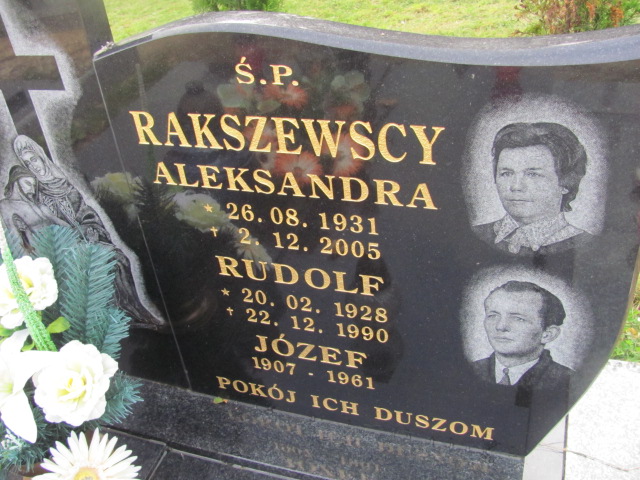 Ś.P.
RAKSZEWSCY
ALEKSANDRA
* 26.08.1931
† 2.12.2005
RUDOLF
* 20.02.1928
† 22.12.1990
JÓZEF
1907 - 1961
POKÓJ ICH DUSZOM